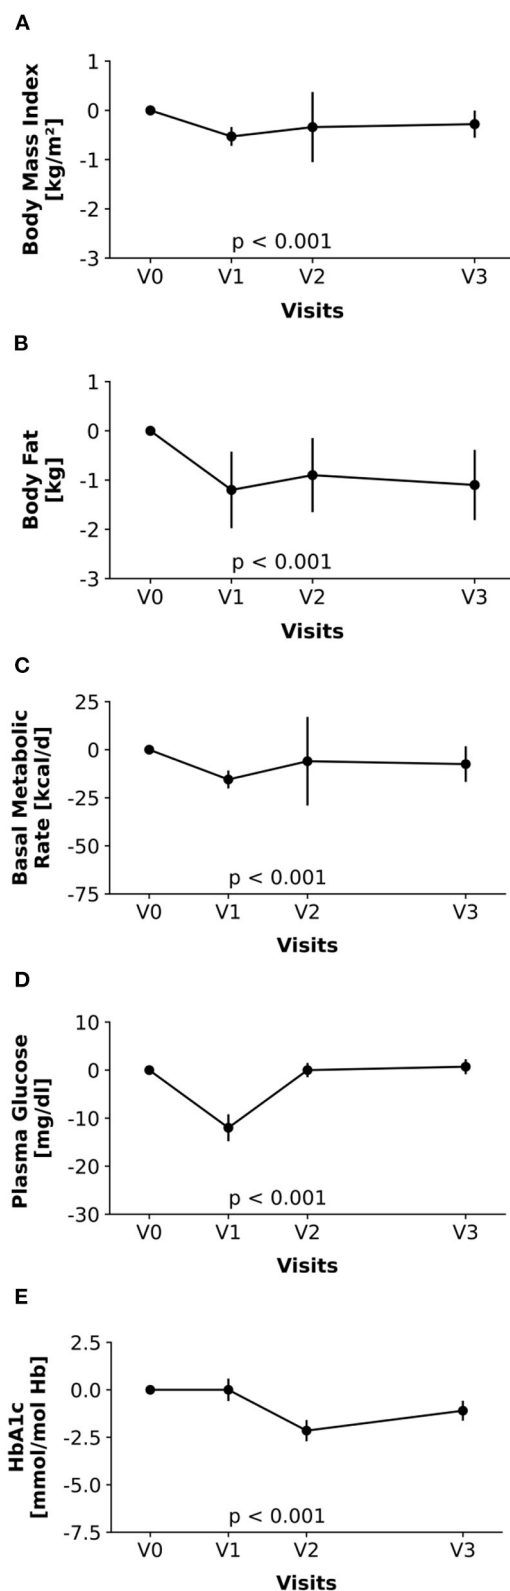 A
Body Mass Index
[kg/m²]
1
0
-1
-2
-3
p < 0.001
V0 V1 V2 V3
Visits
B
Body Fat
[kg]
1
0
-1
-2
-3
p < 0.001
V0 V1 V2 V3
Visits
C
Basal Metabolic
Rate [kcal/d]
25
0
-25
-50
-75
p < 0.001
V0 V1 V2 V3
Visits
D
Plasma Glucose
[mg/dl]
10
0
-10
-20
-30
p < 0.001
V0 V1 V2 V3
Visits
E
HbA1c
[mmol/mol Hb]
2.5
0.0
-2.5
-5.0
-7.5
p < 0.001
V0 V1 V2 V3
Visits